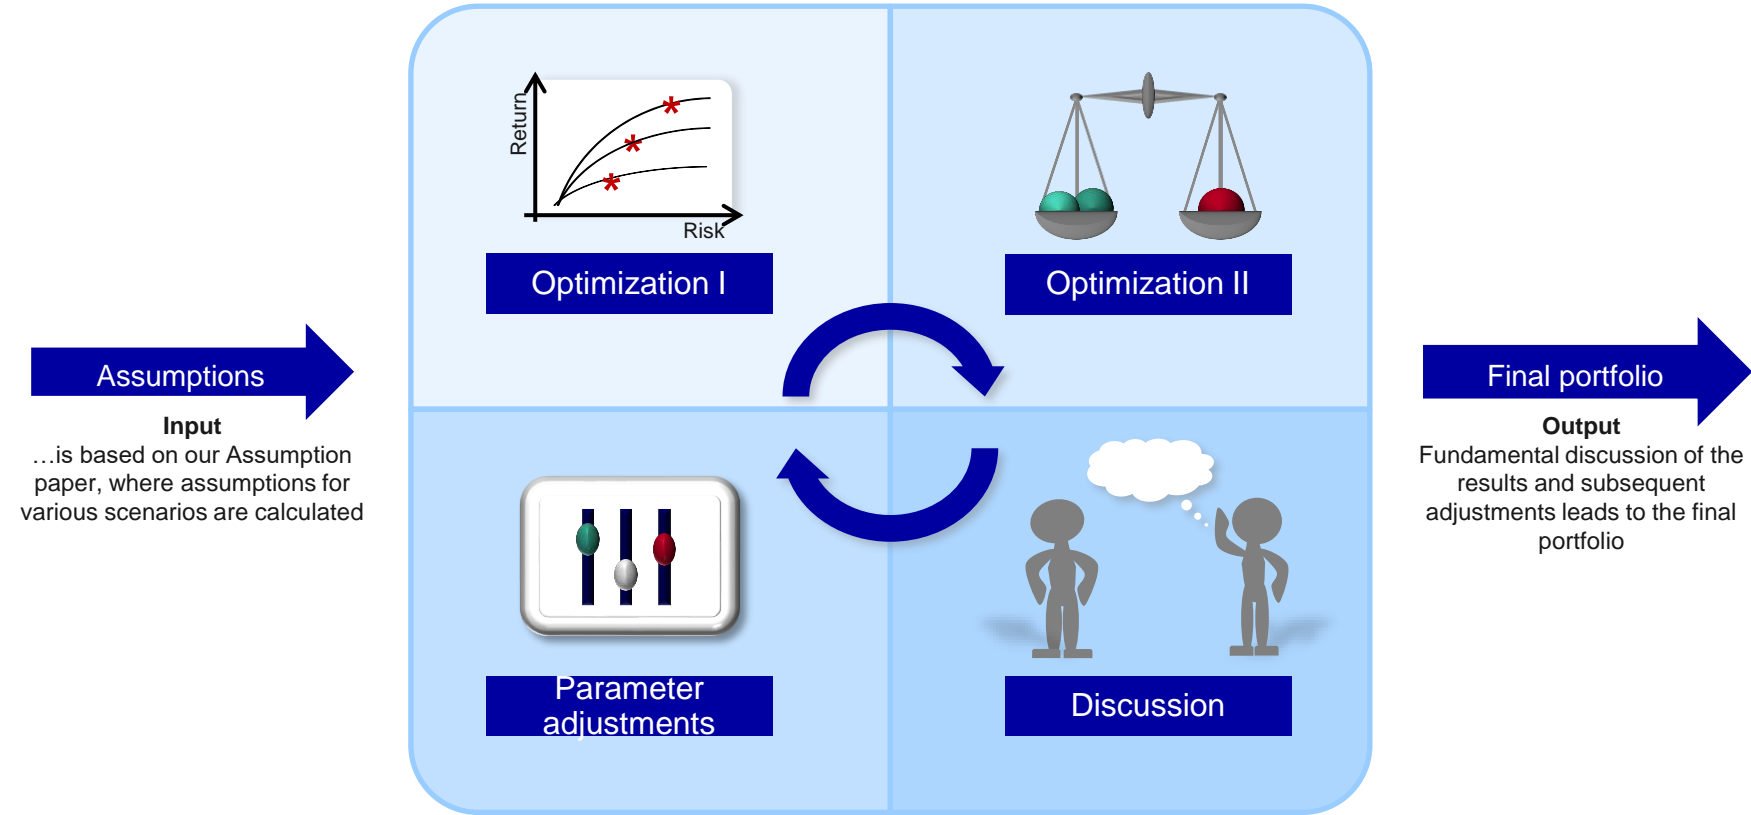 Assumptions
Input
…is based on our Assumption
paper, where assumptions for
various scenarios are calculated
Return
Risk
Optimization I
Optimization II
Parameter
adjustments
Discussion
Final portfolio
Output
Fundamental discussion of the
results and subsequent
adjustments leads to the final
portfolio